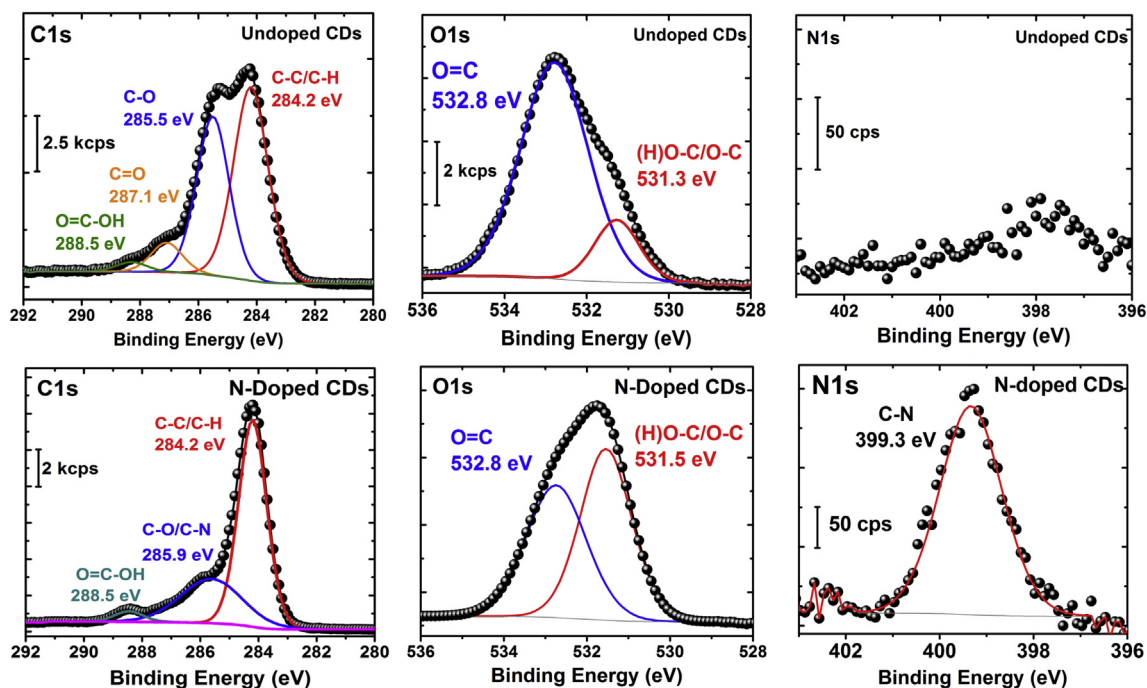 C1s
Undoped CDs
C-C/C-H
284.2 eV
C-O
285.5 eV
2.5 kcps
C=O
287.1 eV
O=C-OH
288.5 eV
292 290 288 286 284 282 280
Binding Energy (eV)
O1s
Undoped CDs
O=C
532.8 eV
2 kcps
(H)O-C/O-C
531.3 eV
536 534 532 530 528
Binding Energy (eV)
N1s
Undoped CDs
50 cps
402 400 398 396
Binding Energy (eV)
C1s
N-Doped CDs
C-C/C-H
284.2 eV
2 kcps
C-O/C-N
285.9 eV
O=C-OH
288.5 eV
292 290 288 286 284 282 280
Binding Energy (eV)
O1s
N-Doped CDs
O=C
532.8 eV
(H)O-C/O-C
531.5 eV
536 534 532 530 528
Binding Energy (eV)
N1s
N-doped CDs
C-N
399.3 eV
50 cps
402 400 398 396
Binding Energy (eV)